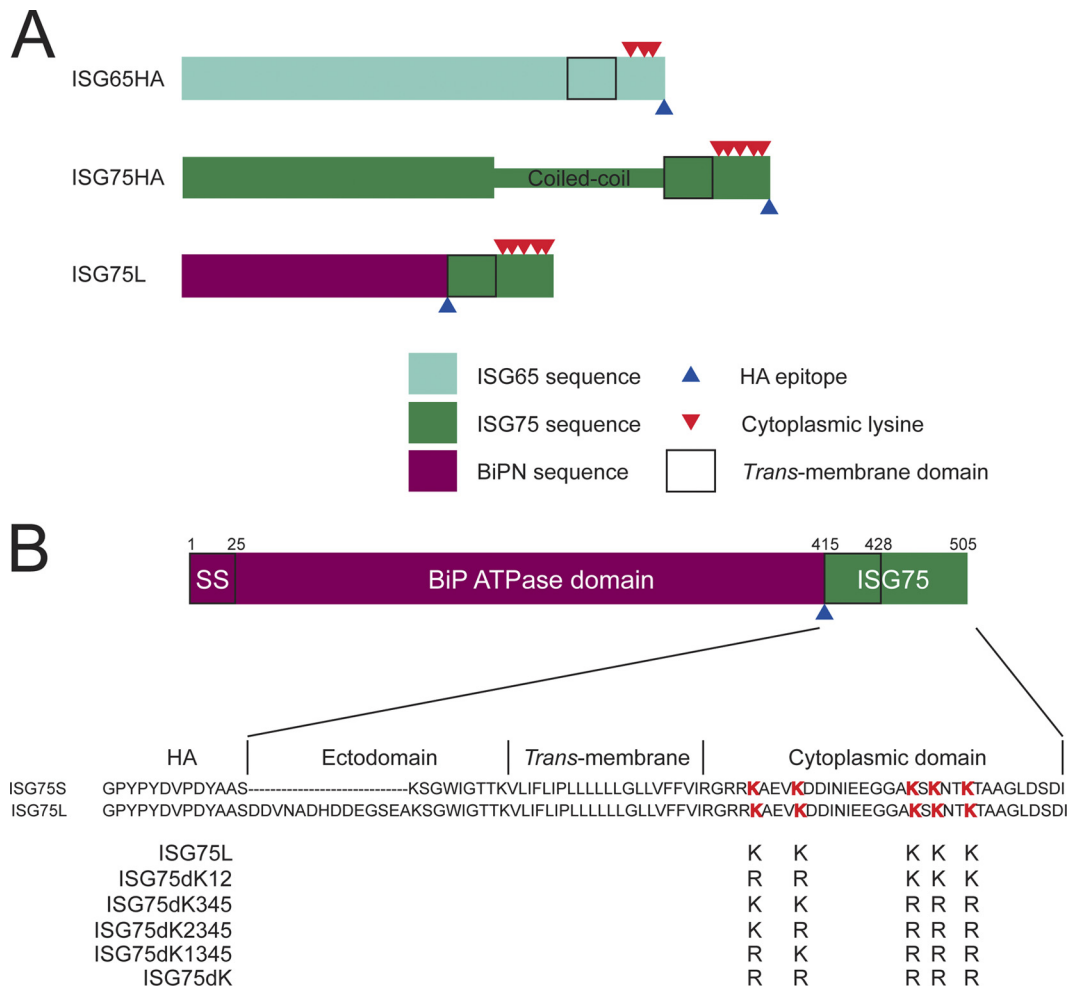 A
ISG65HA
ISG75HA
Coiled-coil
ISG75L
ISG65 sequence
HA epitope
ISG75 sequence
Cytoplasmic lysine
BiPN sequence
Trans-membrane domain
B
1 25 415 428 505
SS BiP ATPase domain ISG75
HA Ectodomain Trans-membrane Cytoplasmic domain
ISG75S GPYPYDVPDYAAS-----------------------------KSGWIGTTKVLIFLIPLLLLLLGLLVFFVIRGRRKAEVKDDINIEEGGAKSKNTKTAAGLDSDI
ISG75L GPYPYDVPDYAASDDVNADHDDEGSEAKSGWIGTTKVLIFLIPLLLLLLGLLVFFVIRGRRKAEVKDDINIEEGGAKSKNTKTAAGLDSDI
ISG75L K K K K K
ISG75dK12 R R K K K
ISG75dK345 K K R R R
ISG75dK2345 K R R R R
ISG75dK1345 R K R R R
ISG75dK R R R R R